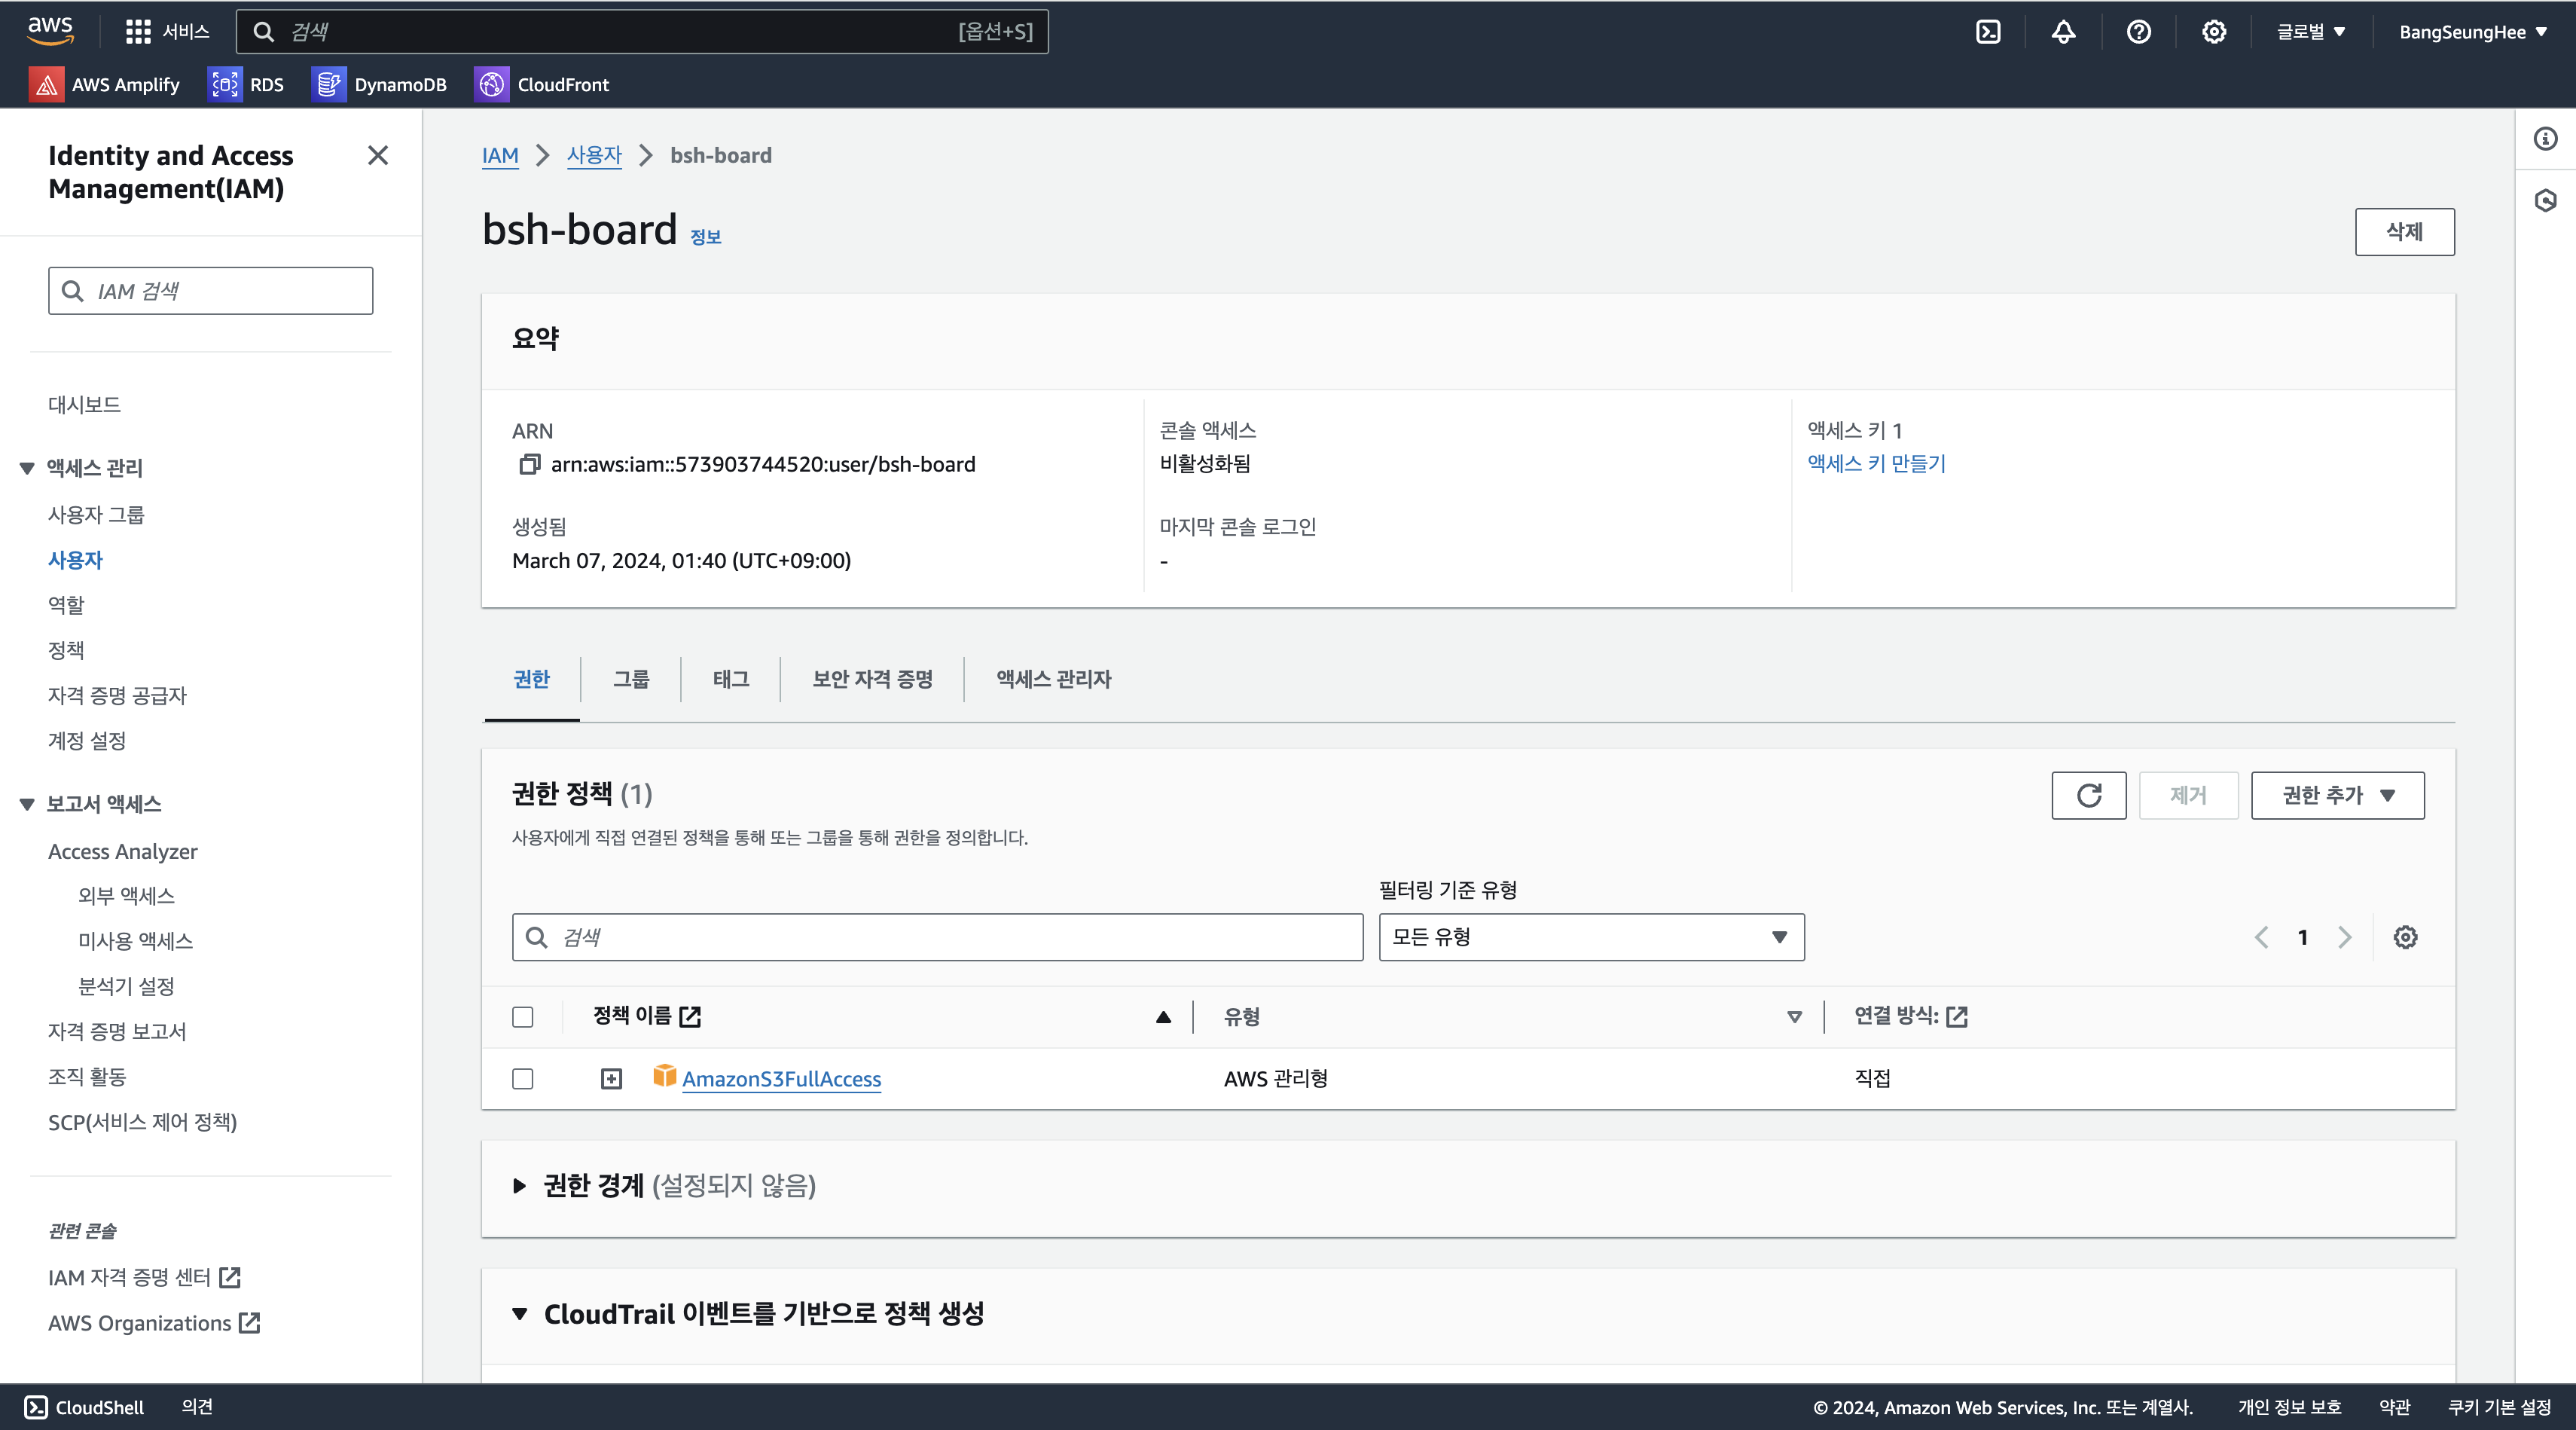 aws
서비스
검색
[옵션+S]
글로벌
BangSeungHee
AWS Amplify
RDS
DynamoDB
CloudFront
Identity and Access
Management(IAM)
IAM 검색
대시보드
액세스 관리
사용자 그룹
사용자
역할
정책
자격 증명 공급자
계정 설정
보고서 액세스
Access Analyzer
외부 액세스
미사용 액세스
분석기 설정
자격 증명 보고서
조직 활동
SCP(서비스 제어 정책)
관련 콘솔
IAM 자격 증명 센터
AWS Organizations
IAM
사용자
bsh-board
bsh-board 정보
삭제
요약
ARN
arn:aws:iam::573903744520:user/bsh-board
생성됨
March 07, 2024, 01:40 (UTC+09:00)
콘솔 액세스
비활성화됨
마지막 콘솔 로그인
-
액세스 키 1
액세스 키 만들기
권한
그룹
태그
보안 자격 증명
액세스 관리자
권한 정책 (1)
제거
권한 추가
사용자에게 직접 연결된 정책을 통해 또는 그룹을 통해 권한을 정의합니다.
필터링 기준 유형
검색
모든 유형
1
정책 이름
유형
연결 방식:
AmazonS3FullAccess
AWS 관리형
직접
권한 경계 (설정되지 않음)
CloudTrail 이벤트를 기반으로 정책 생성
CloudShell
의견
© 2024, Amazon Web Services, Inc. 또는 계열사.
개인 정보 보호
약관
쿠키 기본 설정